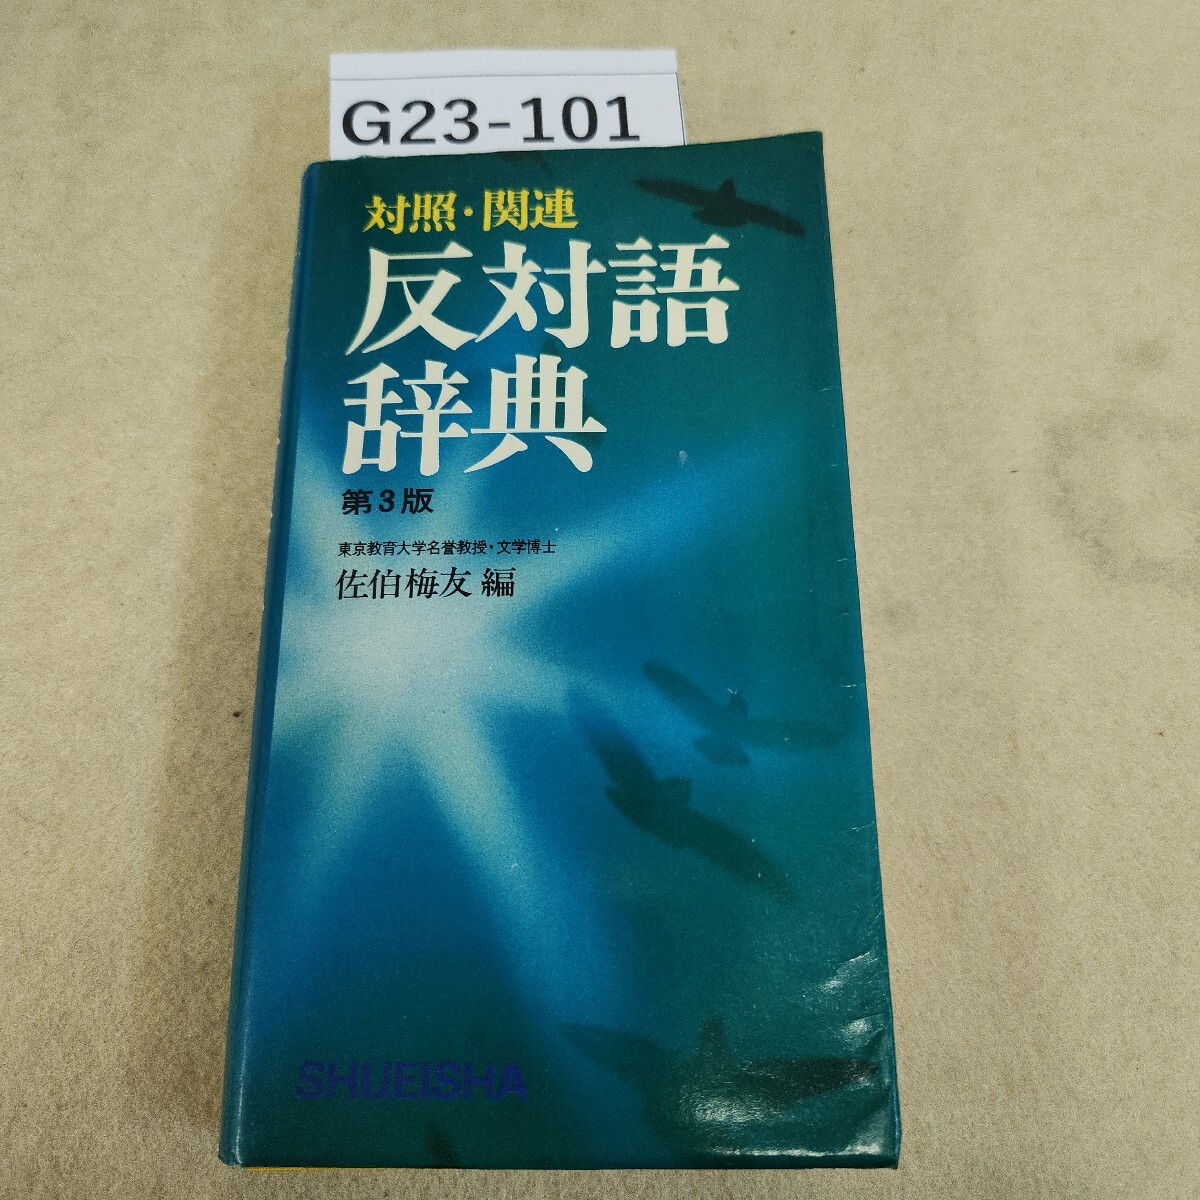 G23-101
対照・関連
反対語
辞典
第3版
東京教育大学名誉教授・文学博士
佐伯梅友 編
SHUEISHA